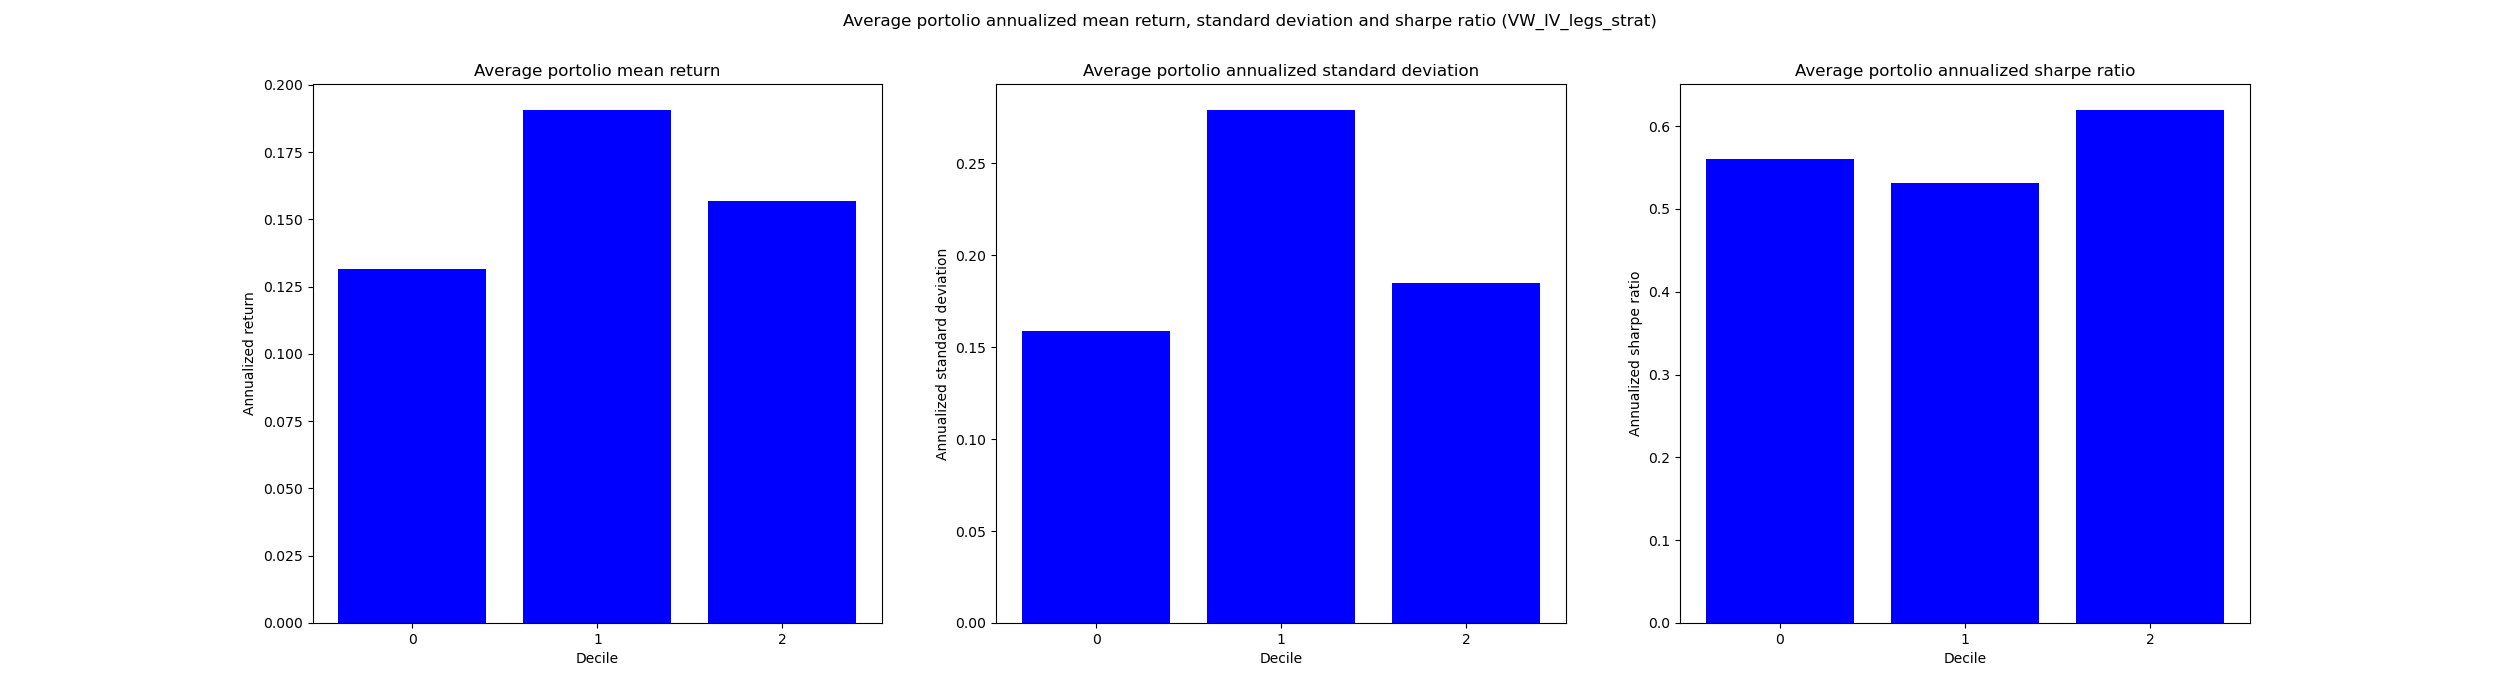 Average portolio annualized mean return, standard deviation and sharpe ratio (VW_IV_legs_strat)
Average portolio mean return
Annualized return
0.200
0.175
0.150
0.125
0.100
0.075
0.050
0.025
0.000
0 1 2
Decile
Average portolio annualized standard deviation
Annualized standard deviation
0.25
0.20
0.15
0.10
0.05
0.00
0 1 2
Decile
Average portolio annualized sharpe ratio
Annualized sharpe ratio
0.6
0.5
0.4
0.3
0.2
0.1
0.0
0 1 2
Decile